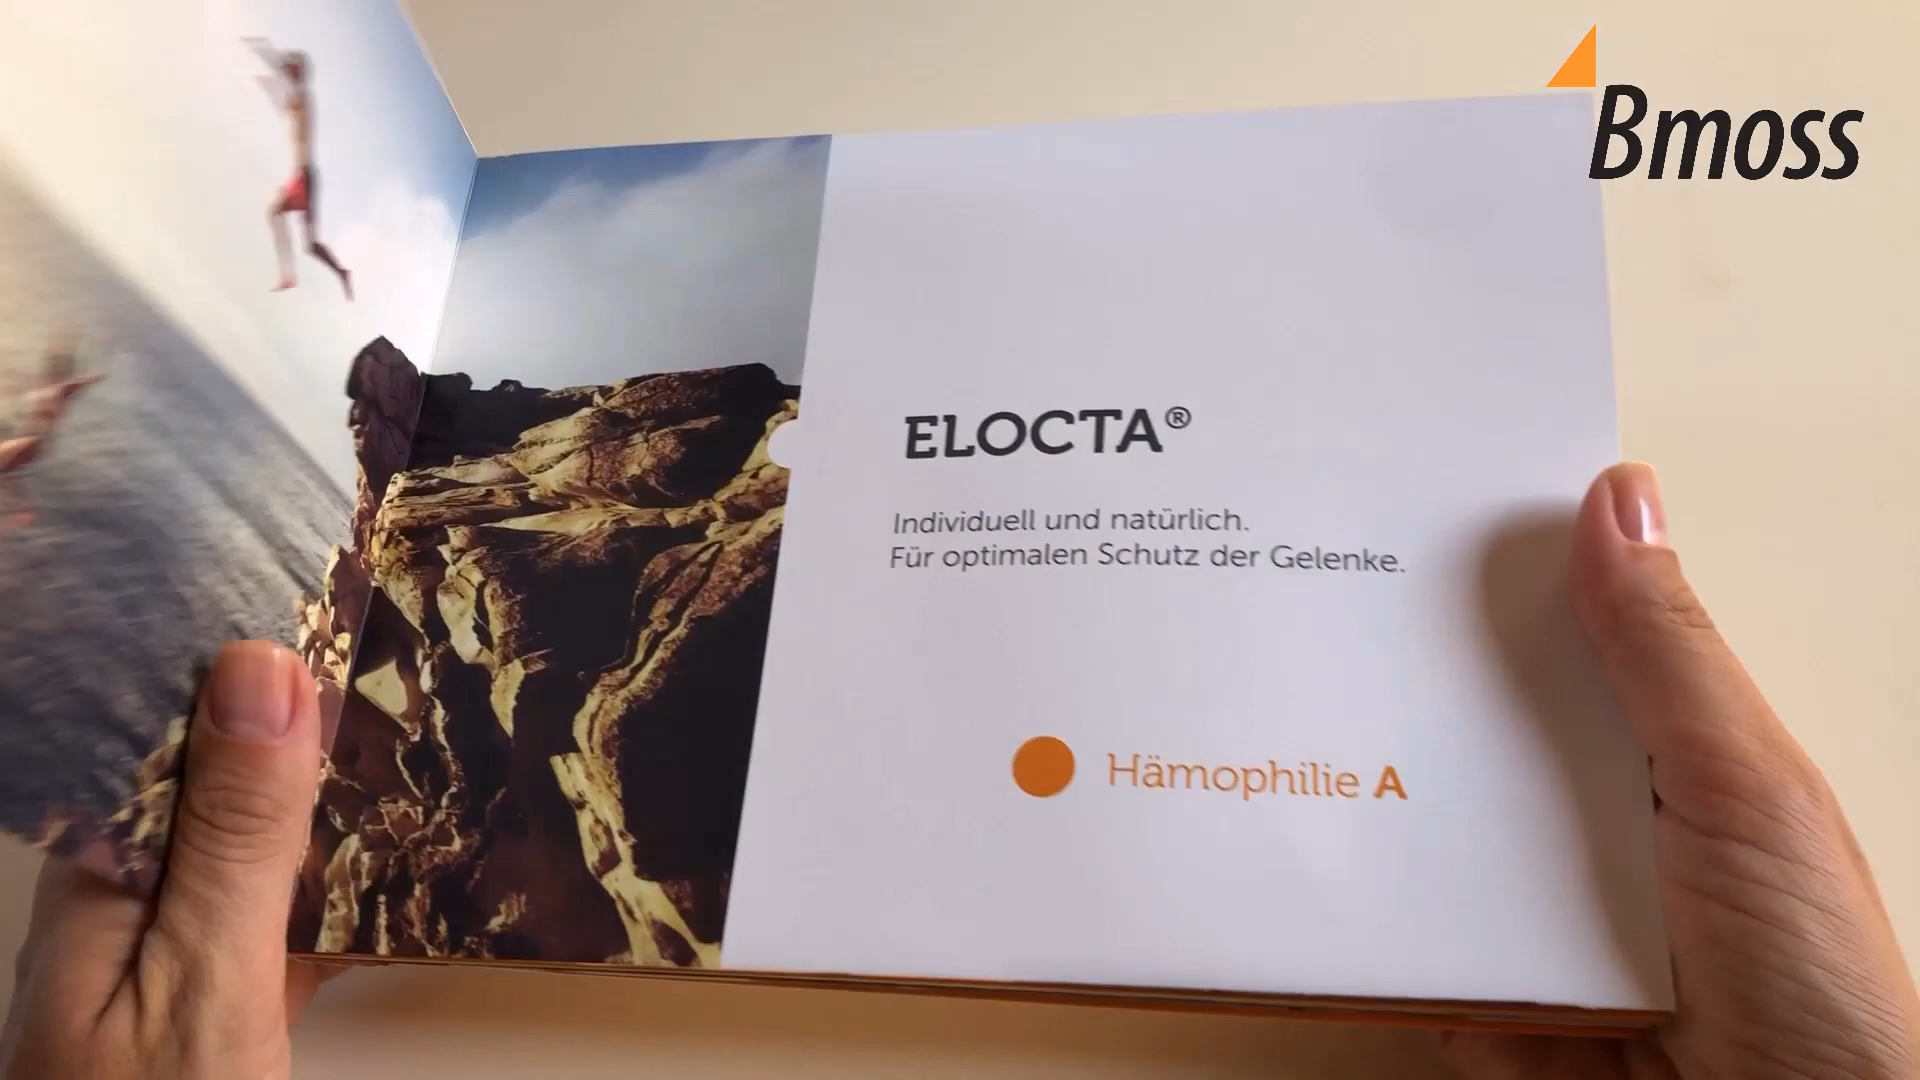 Bmoss
ELOCTA®
Individuell und natürlich.
Für optimalen Schutz der Gelenke.
Hämophilie A